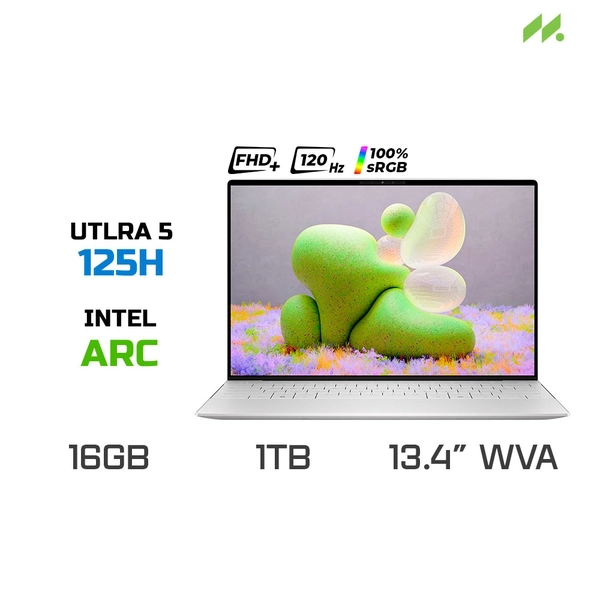 FHD+
120 Hz
100%
sRGB
UTLRA 5
125H
INTEL
ARC
16GB
1TB
13.4” WVA